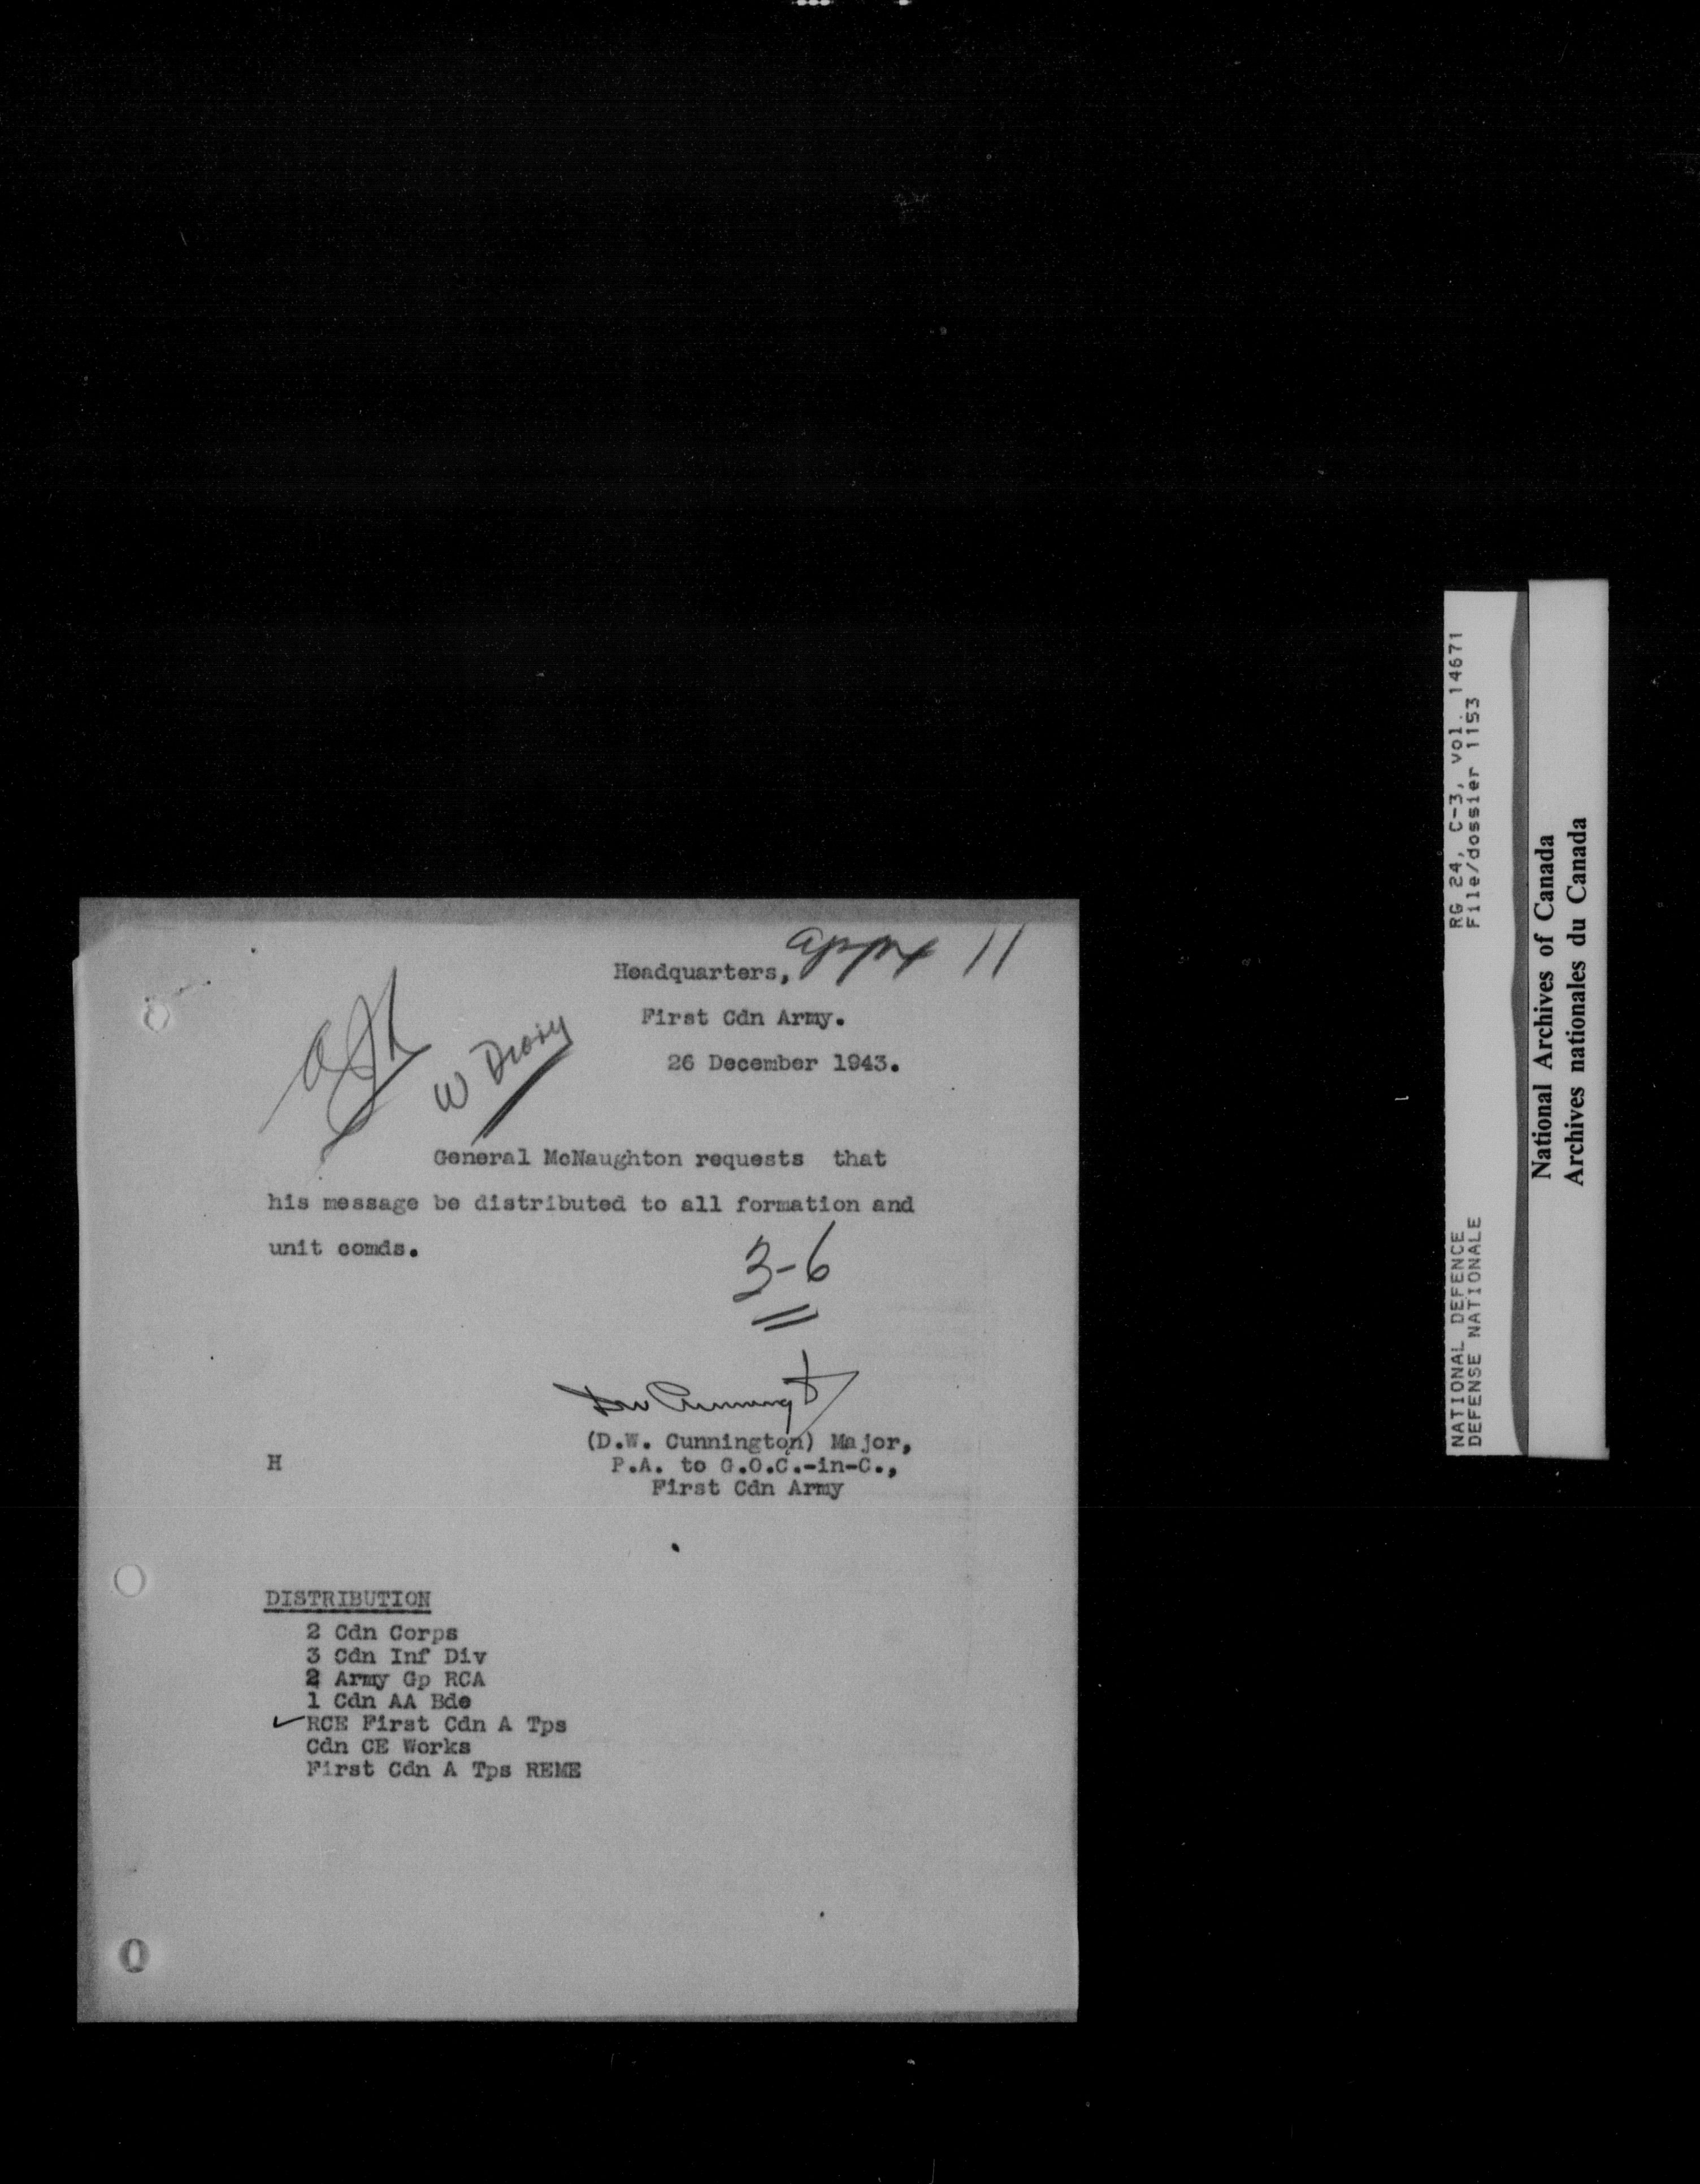 appx 11
Headquarters,
First Cdn Army.
26 December 1943.
W Diary
General McNaughton requests that
his message be distributed to all formation and
unit comds.
3-6
(D.W. Cunnington) Major,
H
P.A. to G.O.C.-in-C.,
First Cdn Army
DISTRIBUTION
2 Cdn Corps
3 Cdn Inf Div
2 Army Gp RCA
1 Cdn AA Bde
RCE First Cdn A Tps
Cdn CE Works
First Cdn A Tps REME
NATIONAL DEFENCE RG 24, C-3, vol. 14671
DEFENSE NATIONALE File/dossier 1153
National Archives of Canada
Archives nationales du Canada